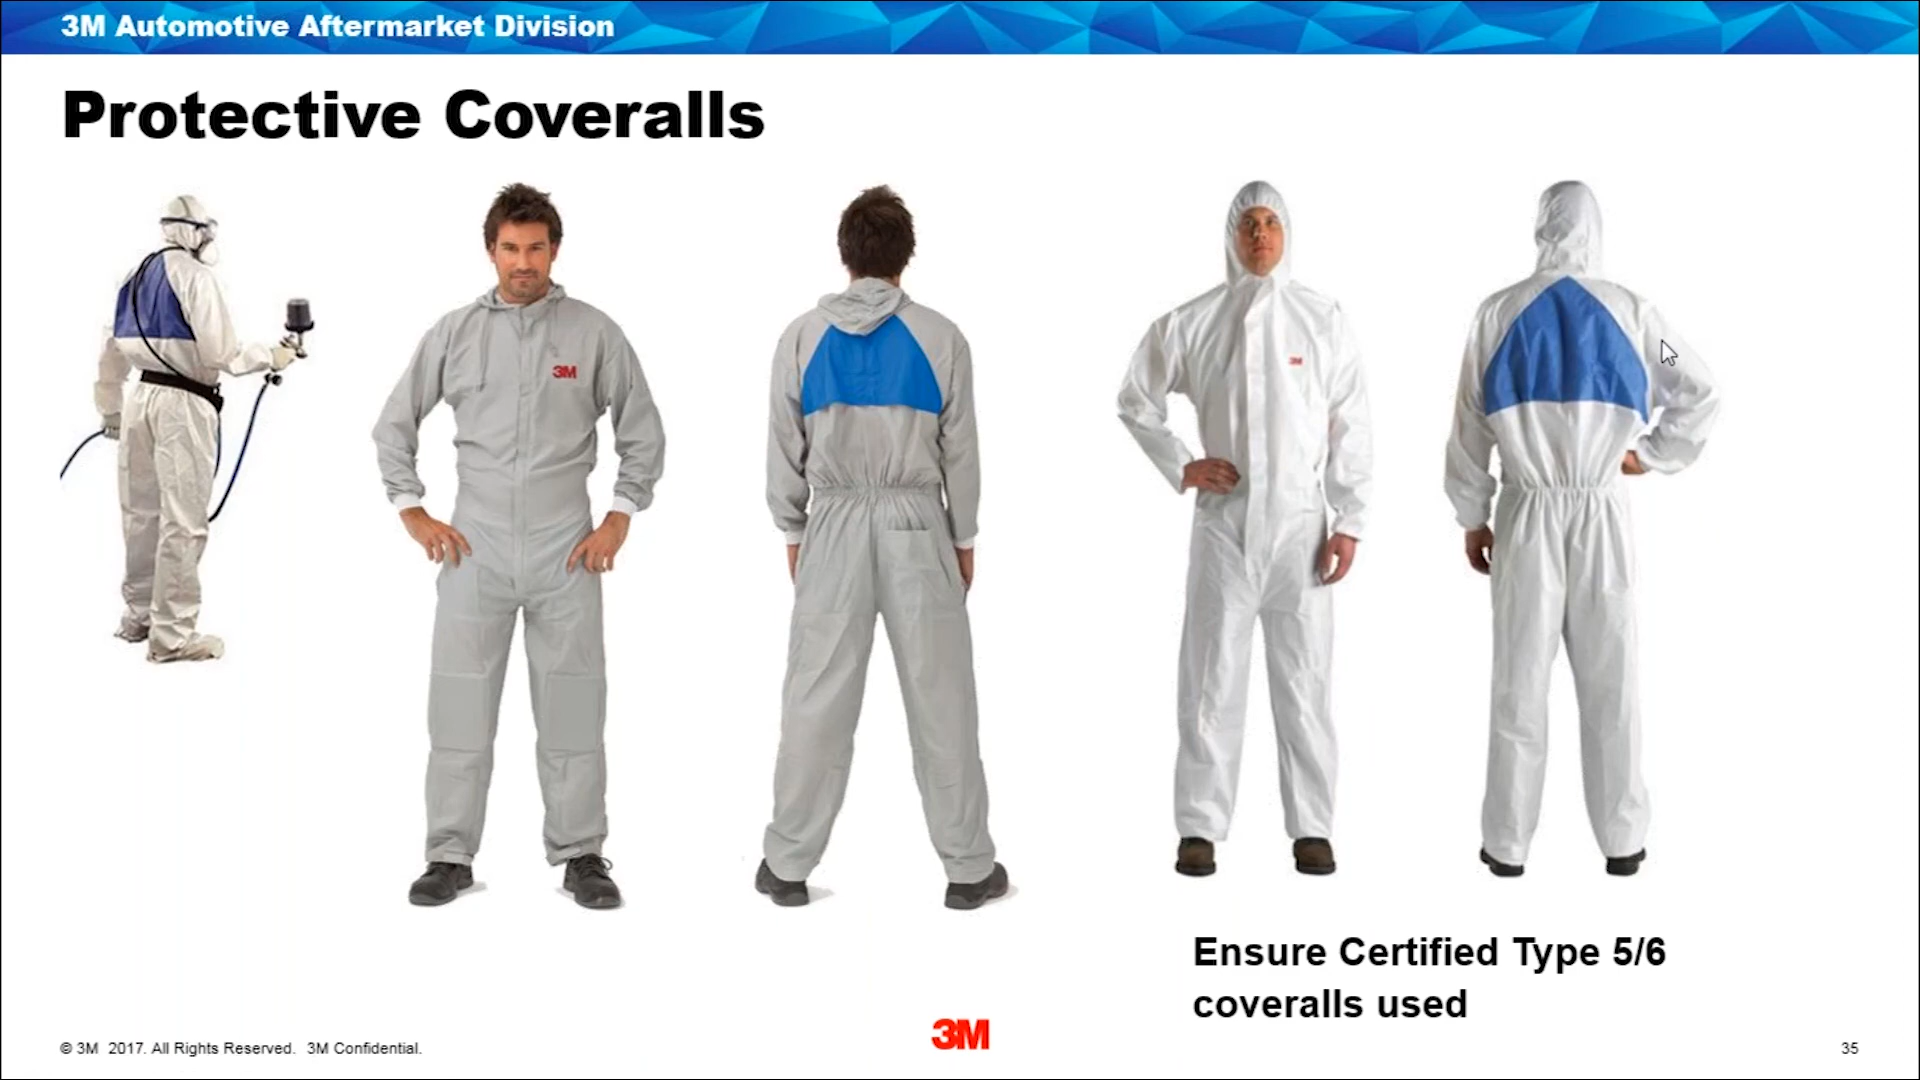 3M Automotive Aftermarket Division
Protective Coveralls
3M
3M
Ensure Certified Type 5/6
coveralls used
3M
© 3M 2017. All Rights Reserved. 3M Confidential.
35